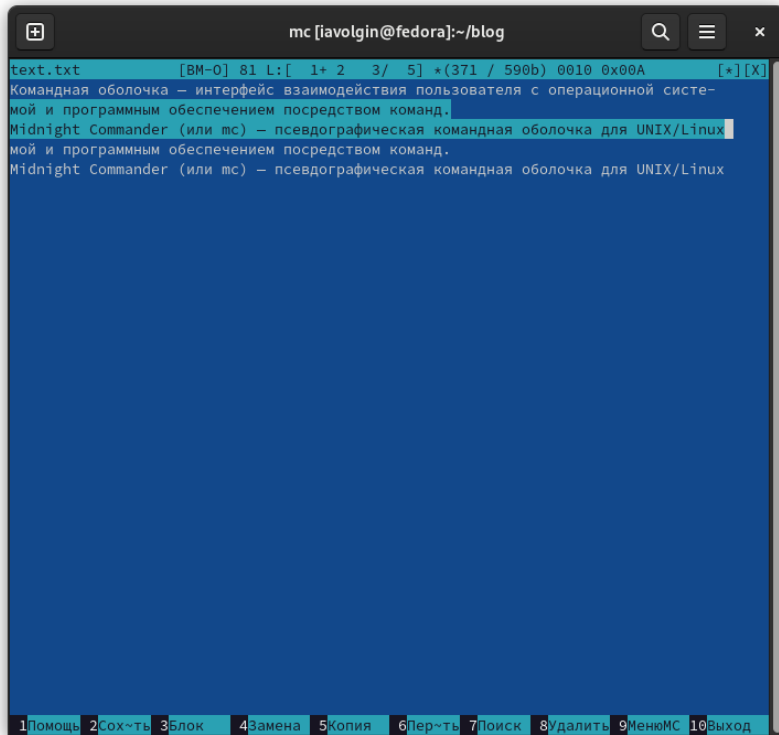 mc [iavolgin@fedora]:~/blog
text.txt [BM-O] 81 L:[ 1+ 2 3/ 5] *(371 / 590b) 0010 0x00A [*][X]
Командная оболочка — интерфейс взаимодействия пользователя с операционной систе-
мой и программным обеспечением посредством команд.
Midnight Commander (или mc) — псевдографическая командная оболочка для UNIX/Linux
мой и программным обеспечением посредством команд.
Midnight Commander (или mc) — псевдографическая командная оболочка для UNIX/Linux
1Помощь 2Сох~ть 3Блок 4Замена 5Копия 6Пер~ть 7Поиск 8Удалить 9МенюMC 10Выход